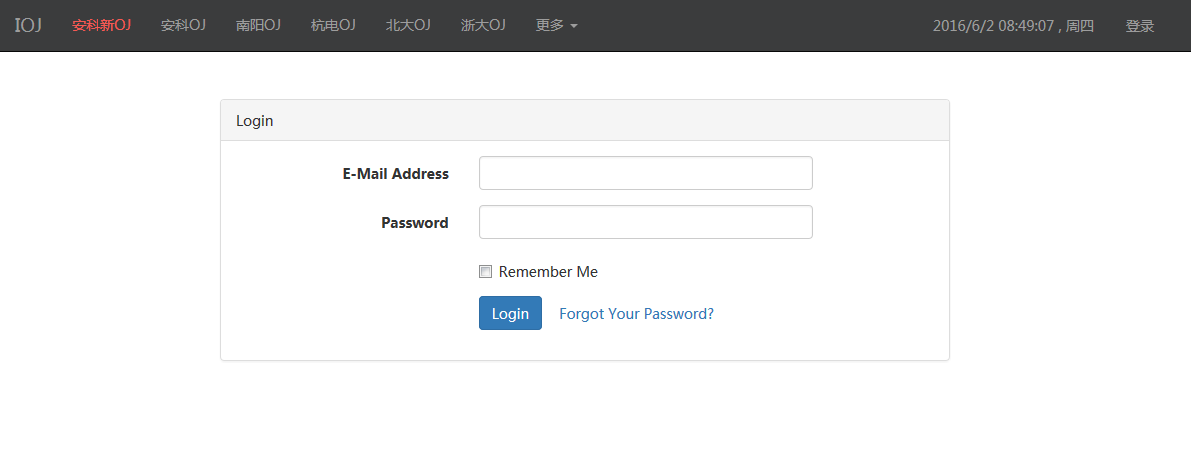 IOJ 安科新OJ 安科OJ 南阳OJ 杭电OJ 北大OJ 浙大OJ 更多 2016/6/2 08:49:07 , 周四 登录
Login
E-Mail Address
Password
Remember Me
Login Forgot Your Password?